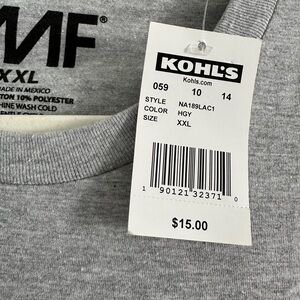 MF®
XXL
MADE IN MEXICO
TON 10% POLYESTER
HINE WASH COLD
KOHL'S
Kohls.com
059 10 14
STYLE NA189LAC1
COLOR HGY
SIZE XXL
1 90121 32371 0
$15.00